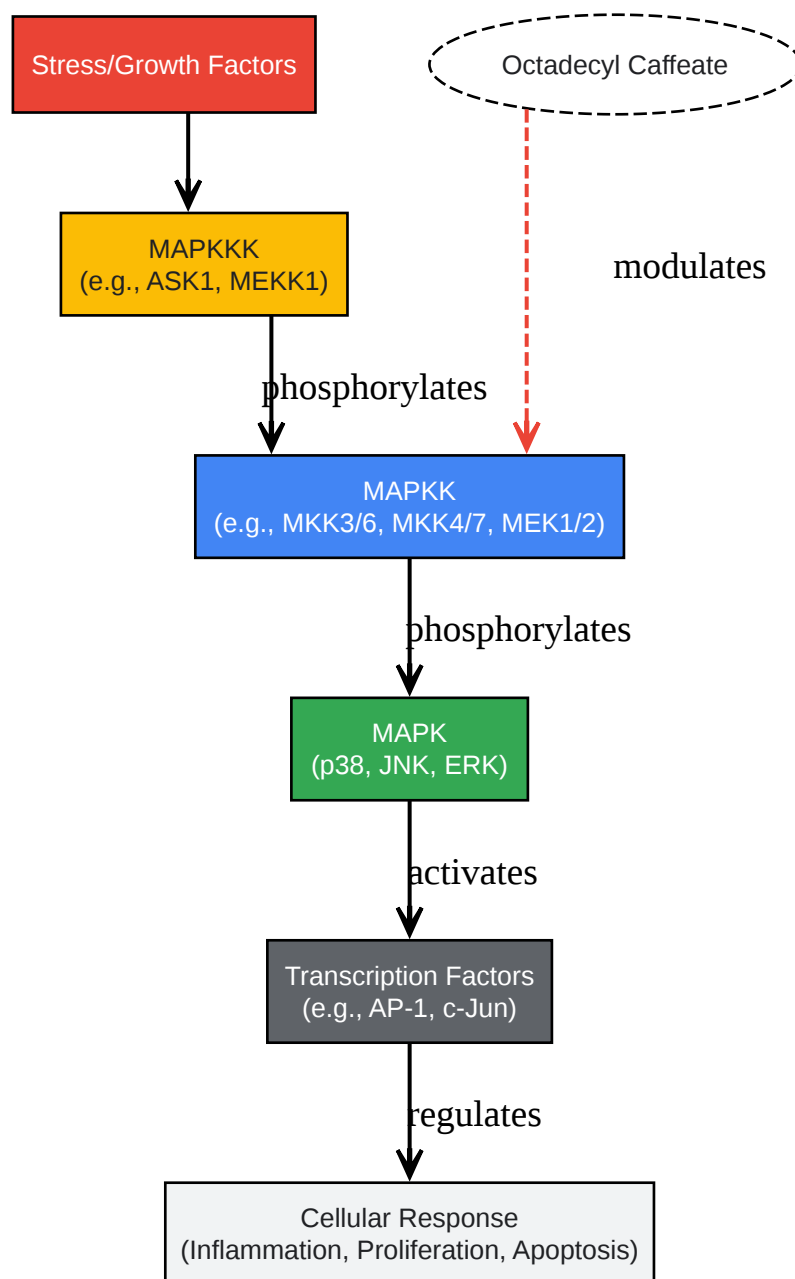 Stress/Growth Factors
Octadecyl Caffeate
MAPKKK
(e.g., ASK1, MEKK1)
modulates
phosphorylates
MAPKK
(e.g., MKK3/6, MKK4/7, MEK1/2)
phosphorylates
MAPK
(p38, JNK, ERK)
activates
Transcription Factors
(e.g., AP-1, c-Jun)
regulates
Cellular Response
(Inflammation, Proliferation, Apoptosis)